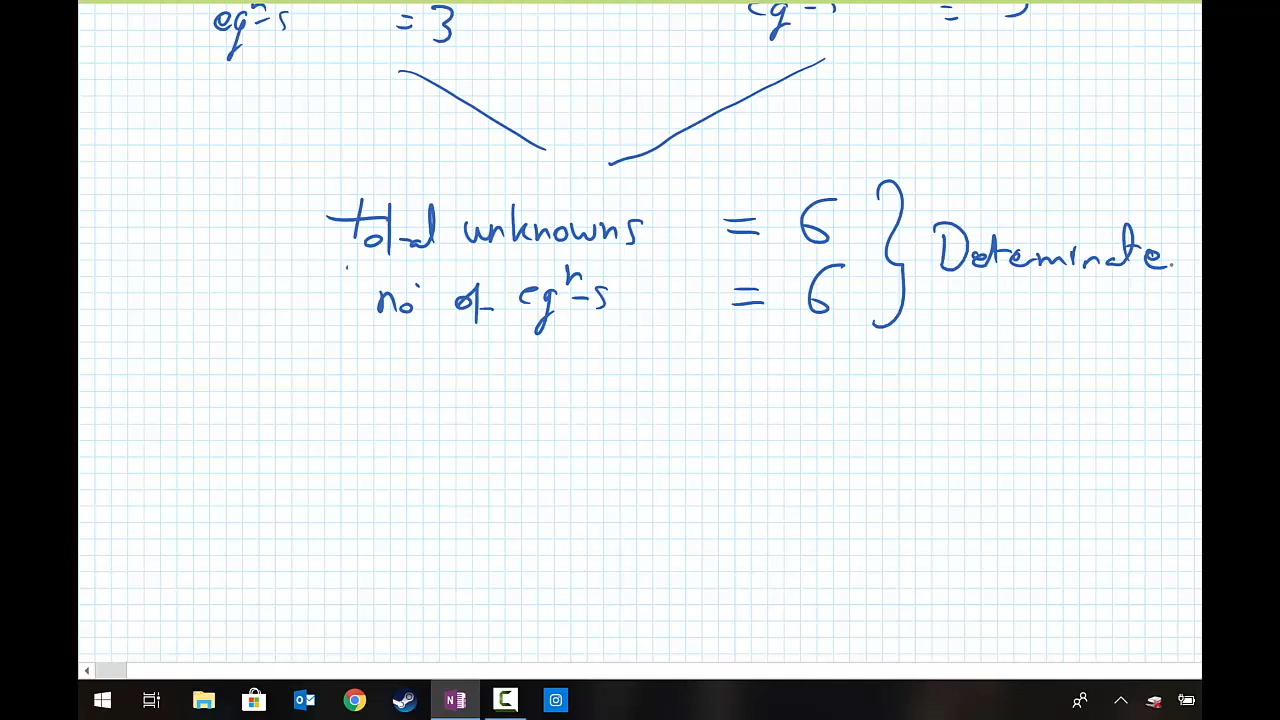 eqⁿ-s = 3
=
total unknowns = 6
no of eqⁿ-s = 6
} Determinate.